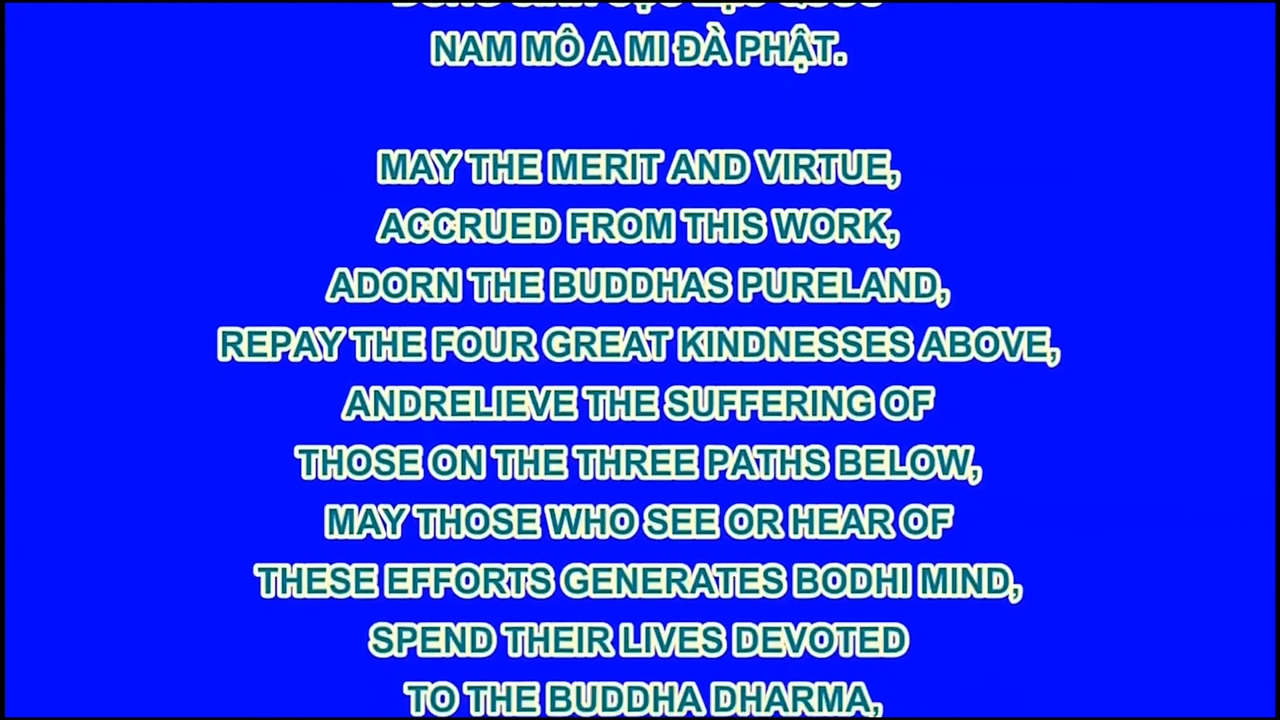 NAM MÔ A MI ĐÀ PHẬT.
MAY THE MERIT AND VIRTUE,
ACCRUED FROM THIS WORK,
ADORN THE BUDDHAS PURELAND,
REPAY THE FOUR GREAT KINDNESSES ABOVE,
ANDRELIEVE THE SUFFERING OF
THOSE ON THE THREE PATHS BELOW,
MAY THOSE WHO SEE OR HEAR OF
THESE EFFORTS GENERATES BODHI MIND,
SPEND THEIR LIVES DEVOTED
TO THE BUDDHA DHARMA,